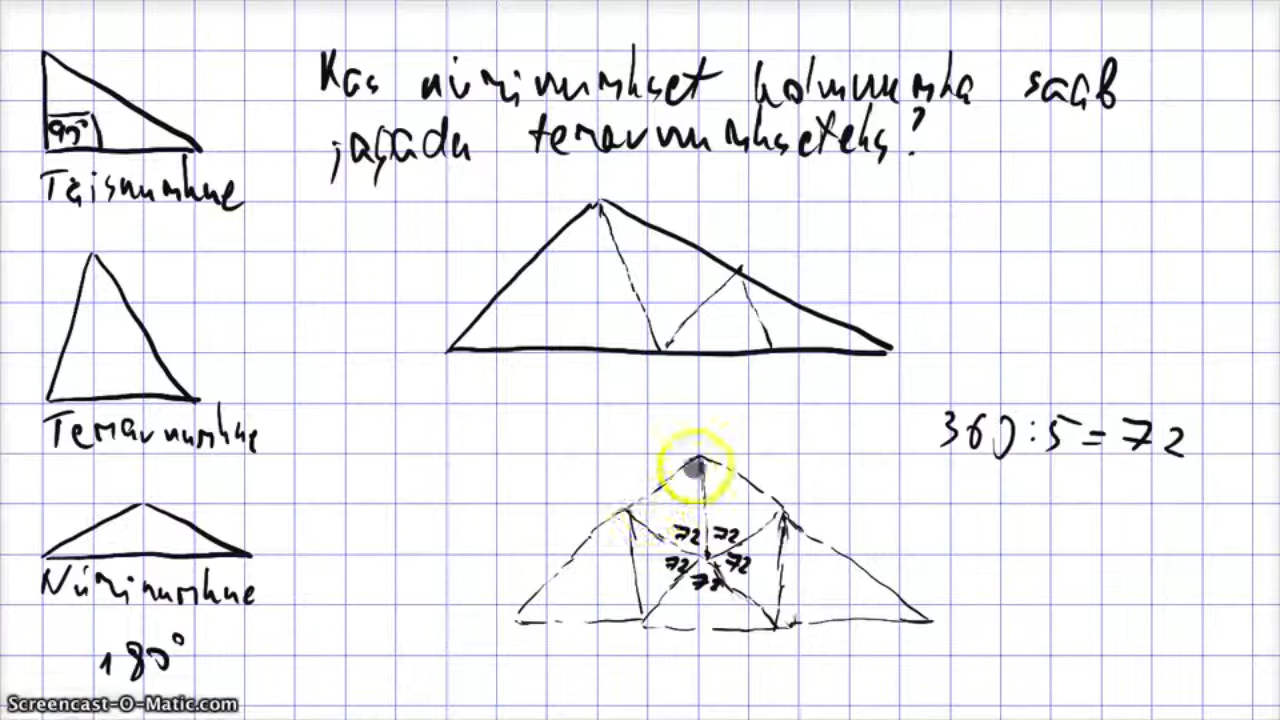 Kas nürinurkset kolmnurka saab
jagada teravnurkseteks?
90°
Täisnurkne
Teravnurkne
Nürinurkne
180°
360:5=72
72 72
72 72
72
Screencast-O-Matic.com